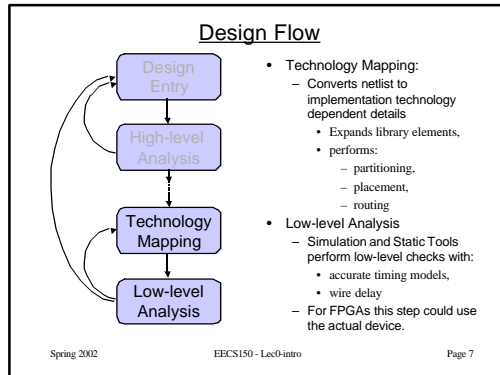 Design Flow
Design
Entry
High-level
Analysis
Technology
Mapping
Low-level
Analysis
• Technology Mapping:
– Converts netlist to
implementation technology
dependent details
• Expands library elements,
• performs:
– partitioning,
– placement,
– routing
• Low-level Analysis
– Simulation and Static Tools
perform low-level checks with:
• accurate timing models,
• wire delay
– For FPGAs this step could use
the actual device.
Spring 2002 EECS150 - Lec0-intro Page 7